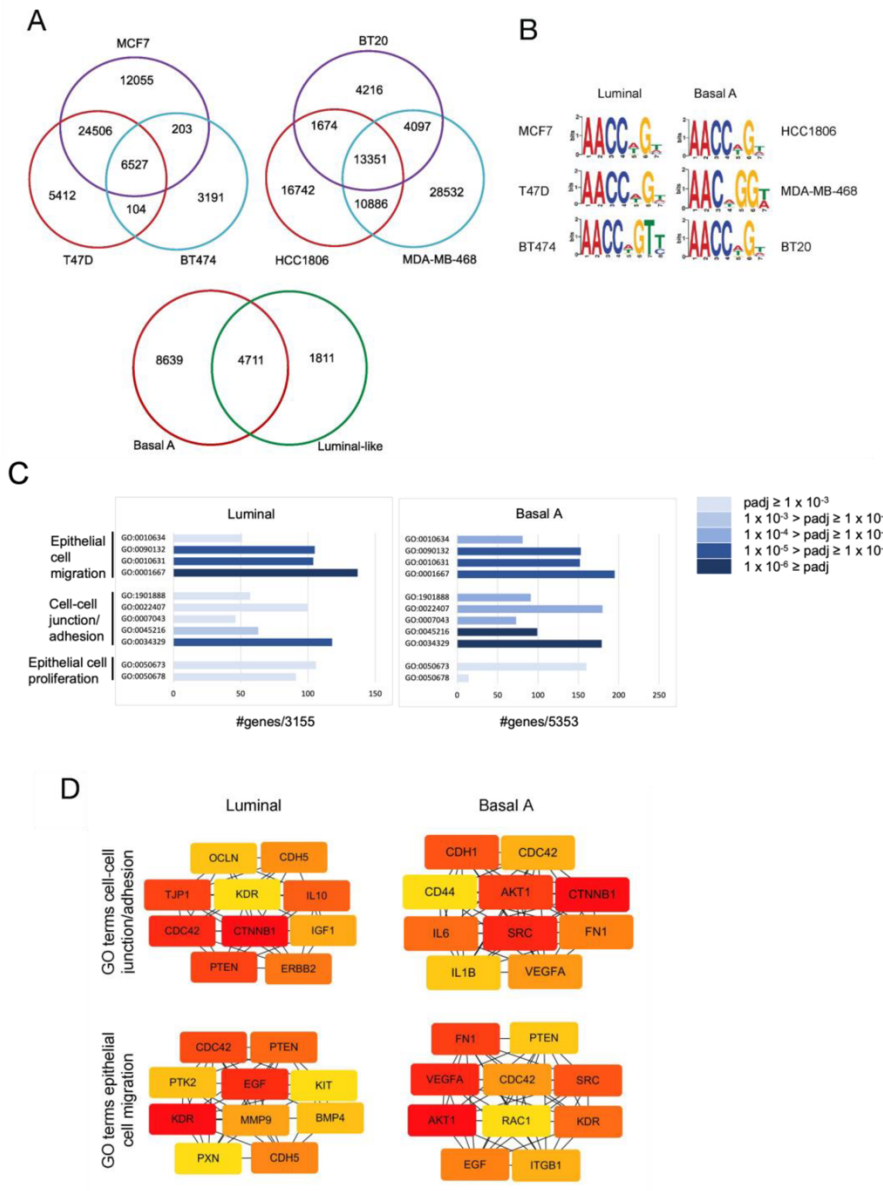 A
MCF7
12055
24506
203
6527
5412
104
3191
T47D
BT474
BT20
4216
1674
4097
13351
16742
10886
28532
HCC1806
MDA-MB-468
8639
4711
1811
Basal A
Luminal-like
B
Luminal
Basal A
MCF7
AACC G
HCC1806
T47D
AACC G
MDA-MB-468
AAC GG
BT474
AACC GT
BT20
AACC G
C
Luminal
Basal A
padj ≥ 1 x 10-3
1 x 10-3 > padj ≥ 1 x 10-
1 x 10-4 > padj ≥ 1 x 10-
1 x 10-5 > padj ≥ 1 x 10-
1 x 10-6 ≥ padj
Epithelial
cell
migration
GO:0010634
GO:0090132
GO:0010631
GO:0001667
Cell-cell
junction/
adhesion
GO:1901888
GO:0022407
GO:0007043
GO:0045216
GO:0034329
Epithelial cell
proliferation
GO:0050673
GO:0050678
0 50 100 150
#genes/3155
GO:0010634
GO:0090132
GO:0010631
GO:0001667
GO:1901888
GO:0022407
GO:0007043
GO:0045216
GO:0034329
GO:0050673
GO:0050678
0 50 100 150 200 250
#genes/5353
D
Luminal
Basal A
GO terms cell-cell
junction/adhesion
OCLN CDH5
TJP1 KDR IL10
CDC42 CTNNB1 IGF1
PTEN ERBB2
CDH1 CDC42
CD44 AKT1 CTNNB1
IL6 SRC FN1
IL1B VEGFA
GO terms epithelial
cell migration
CDC42 PTEN
PTK2 EGF KIT
KDR MMP9 BMP4
PXN CDH5
FN1 PTEN
VEGFA CDC42 SRC
AKT1 RAC1 KDR
EGF ITGB1